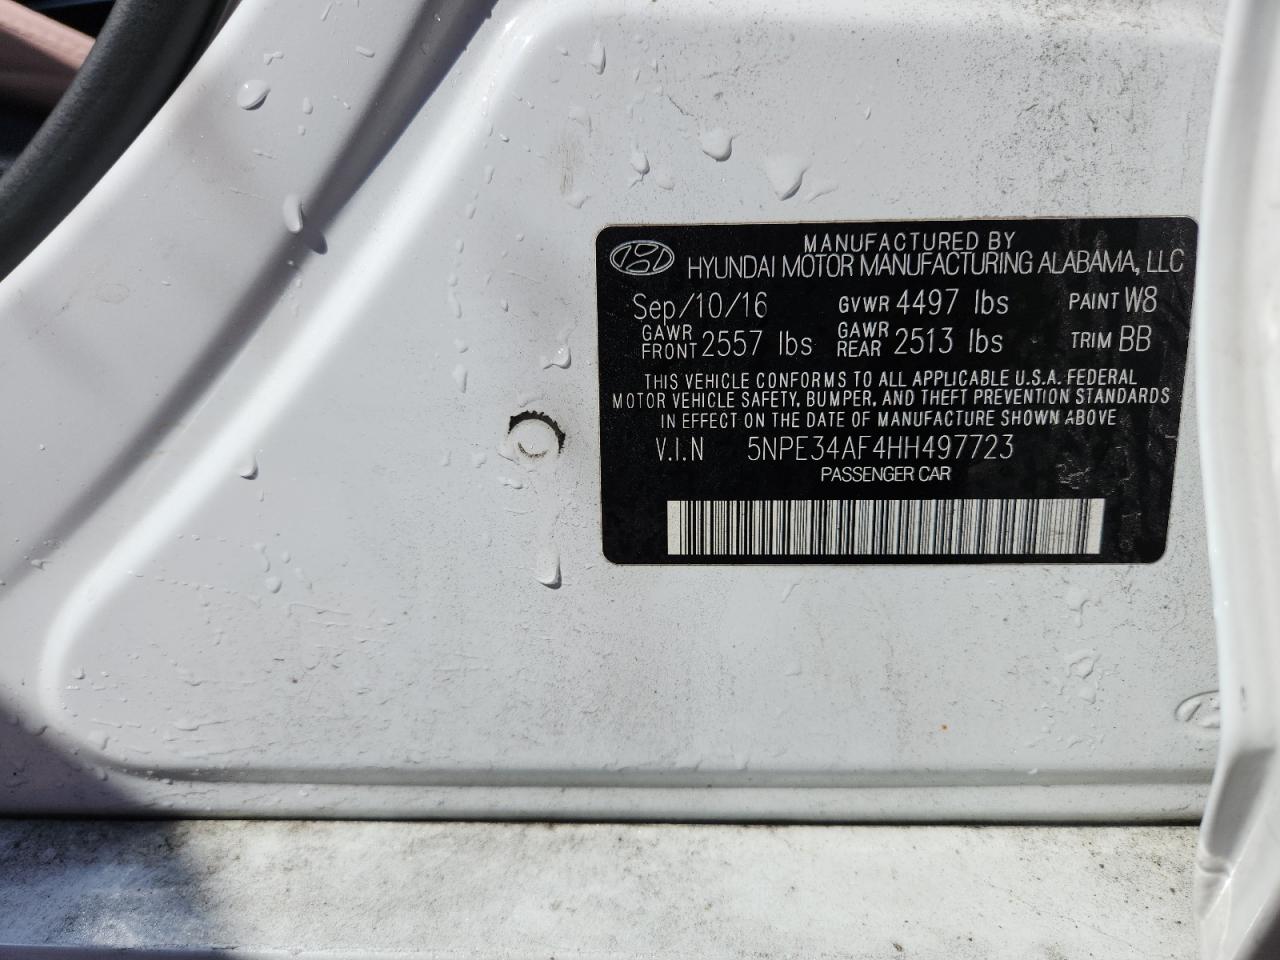 MANUFACTURED BY
HYUNDAI MOTOR MANUFACTURING ALABAMA, LLC
Sep/10/16 GVWR 4497 lbs PAINT W8
GAWR FRONT 2557 lbs GAWR REAR 2513 lbs TRIM BB
THIS VEHICLE CONFORMS TO ALL APPLICABLE U.S.A. FEDERAL
MOTOR VEHICLE SAFETY, BUMPER, AND THEFT PREVENTION STANDARDS
IN EFFECT ON THE DATE OF MANUFACTURE SHOWN ABOVE
V.I.N 5NPE34AF4HH497723
PASSENGER CAR